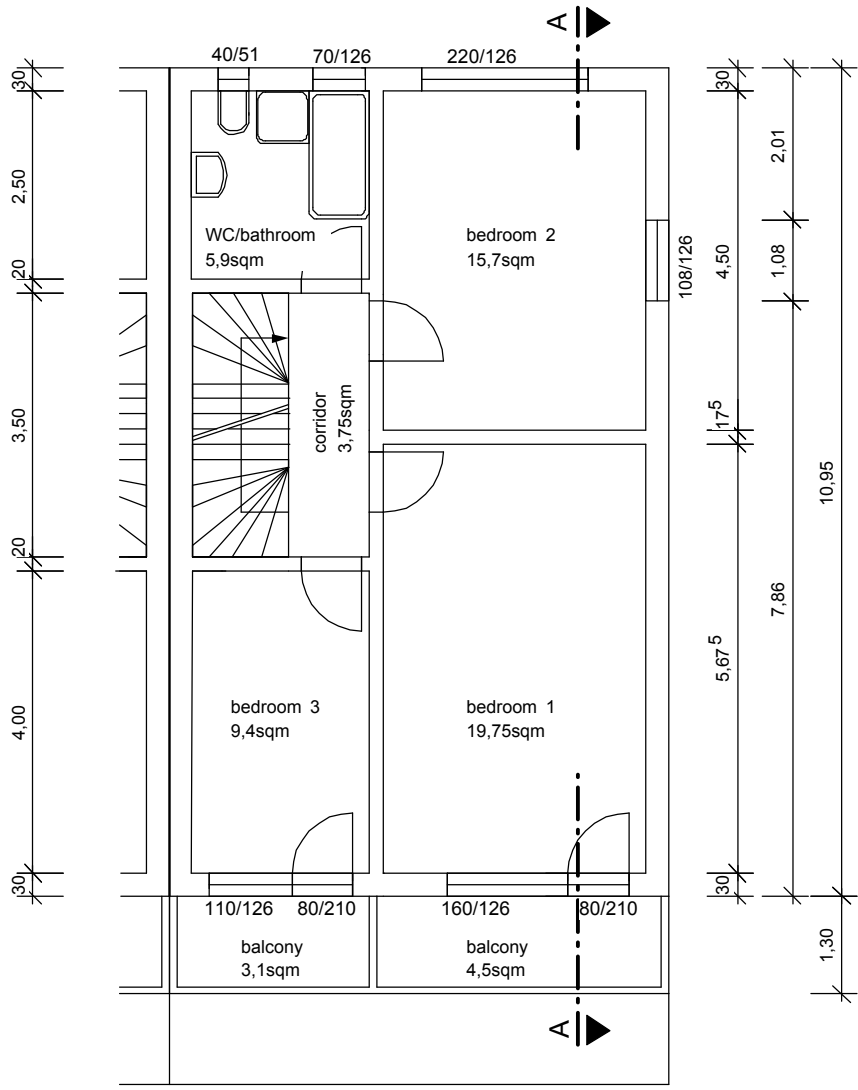 A
40/51
70/126
220/126
30
2,50
20
3,50
20
4,00
30
WC/bathroom
5,9sqm
bedroom 2
15,7sqm
108/126
corridor
3,75sqm
bedroom 3
9,4sqm
bedroom 1
19,75sqm
110/126
80/210
160/126
80/210
balcony
3,1sqm
balcony
4,5sqm
A
30
4,50
17⁵
5,67⁵
30
2,01
1,08
7,86
10,95
1,30